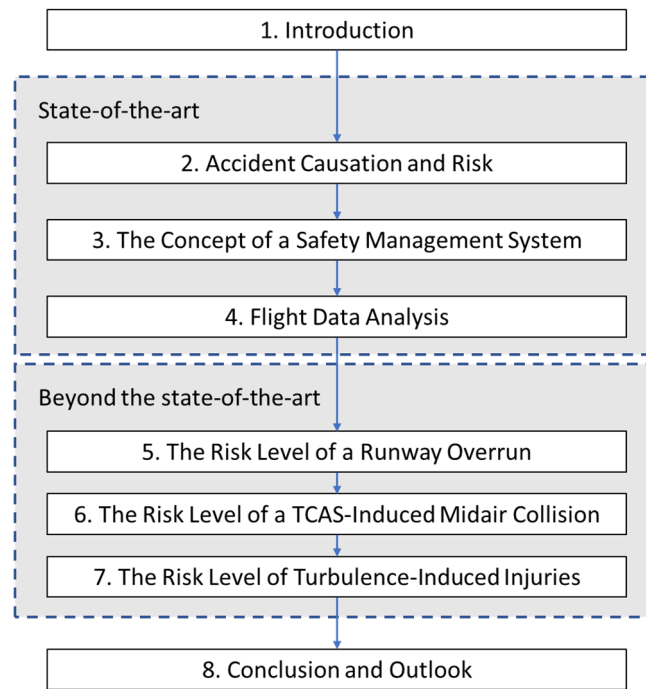 1. Introduction
State-of-the-art
2. Accident Causation and Risk
3. The Concept of a Safety Management System
4. Flight Data Analysis
Beyond the state-of-the-art
5. The Risk Level of a Runway Overrun
6. The Risk Level of a TCAS-Induced Midair Collision
7. The Risk Level of Turbulence-Induced Injuries
8. Conclusion and Outlook